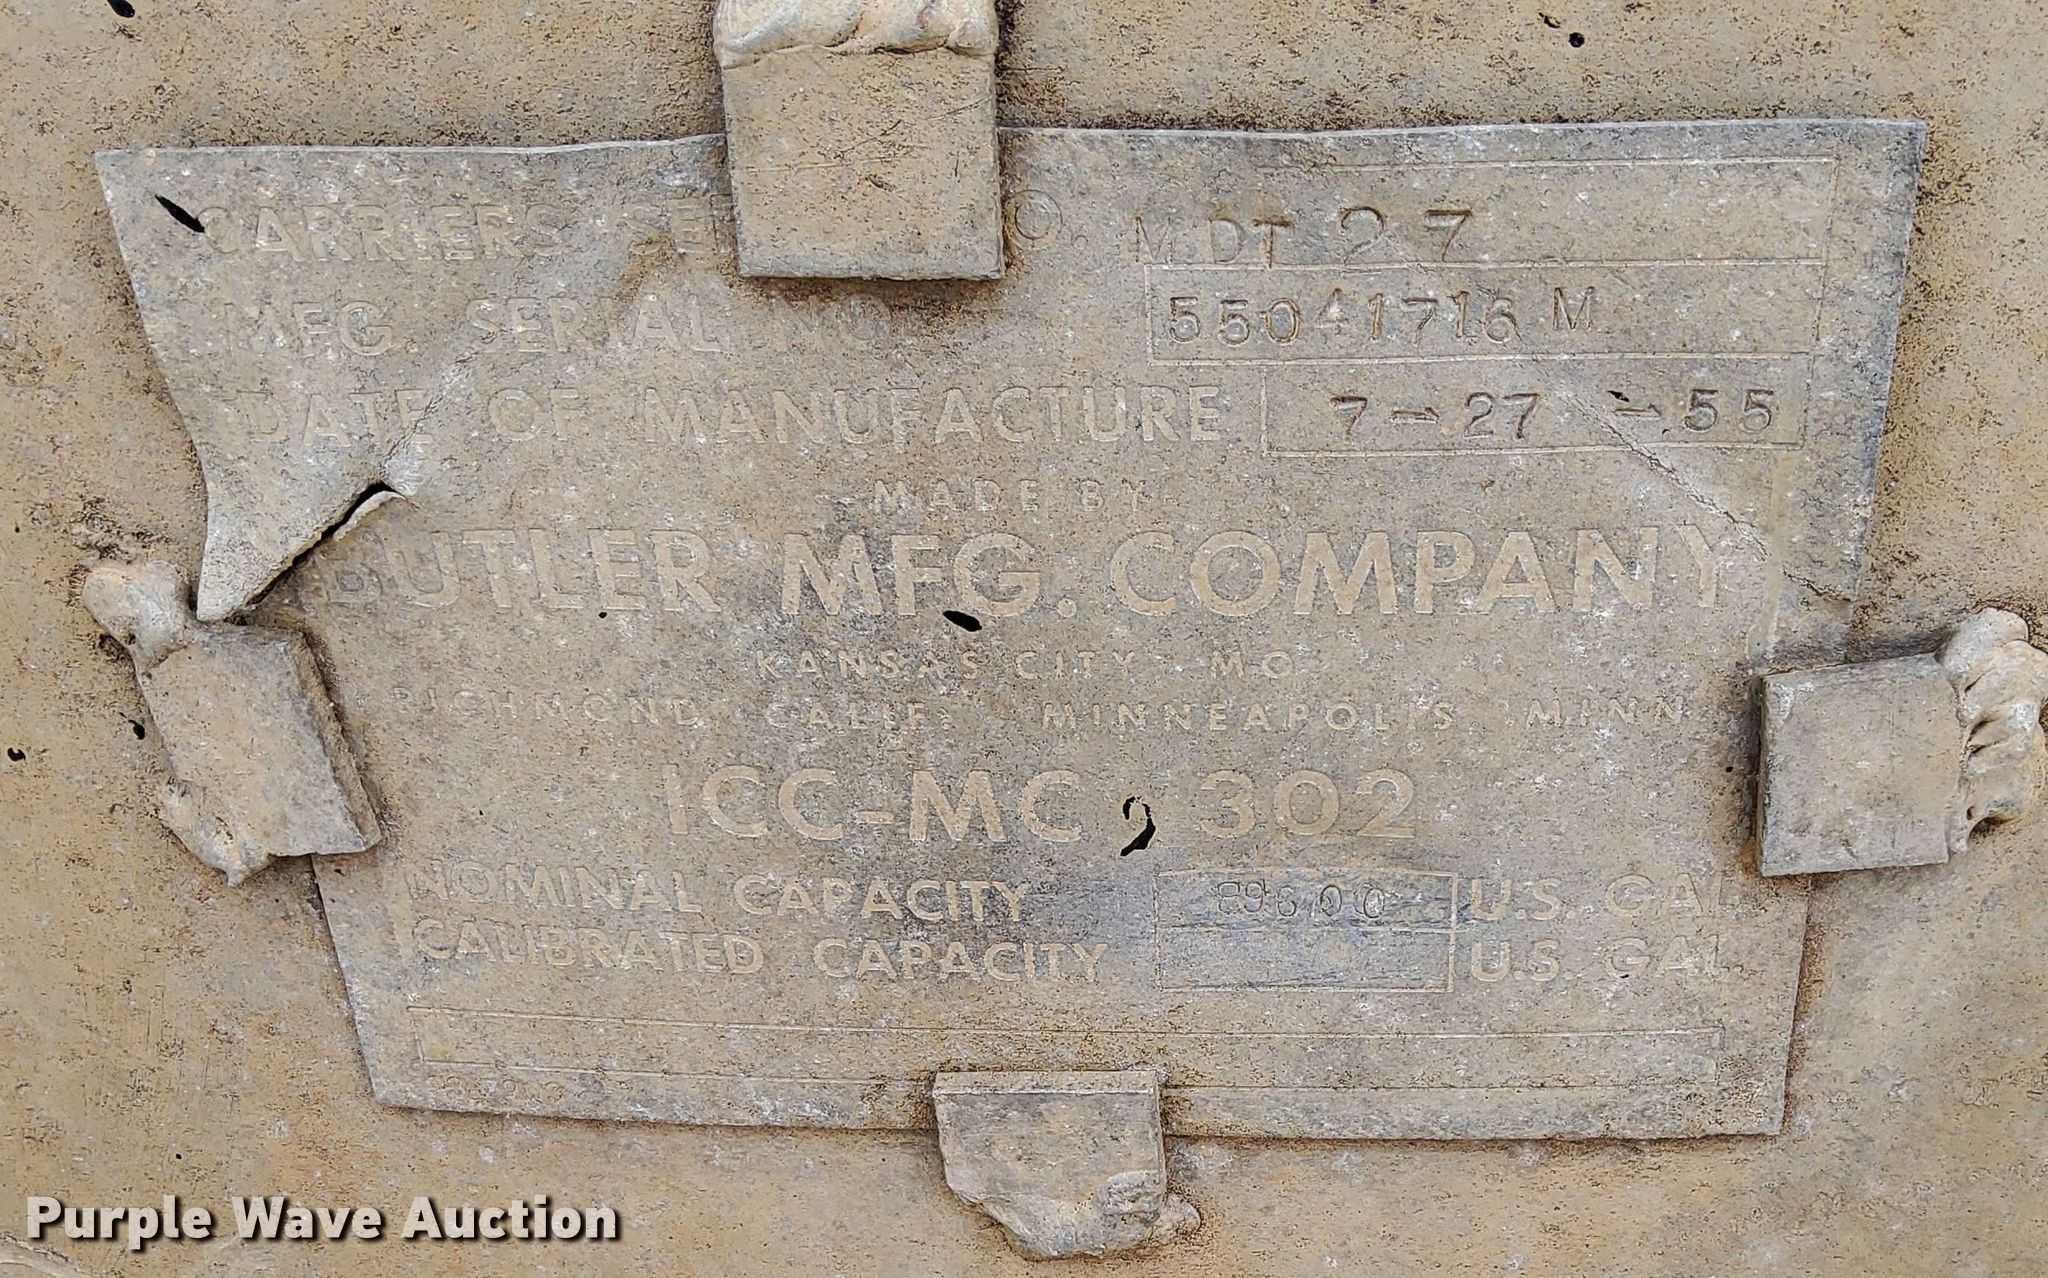 CARRIERS SE O. MDT 27
MFG. SERIAL NO. 55041716 M
DATE OF MANUFACTURE 7-27-55
MADE BY
BUTLER MFG. COMPANY
KANSAS CITY MO.
RICHMOND CALIF. MINNEAPOLIS MINN
ICC-MC 302
NOMINAL CAPACITY U.S. GAL.
CALIBRATED CAPACITY U.S. GAL.
Purple Wave Auction